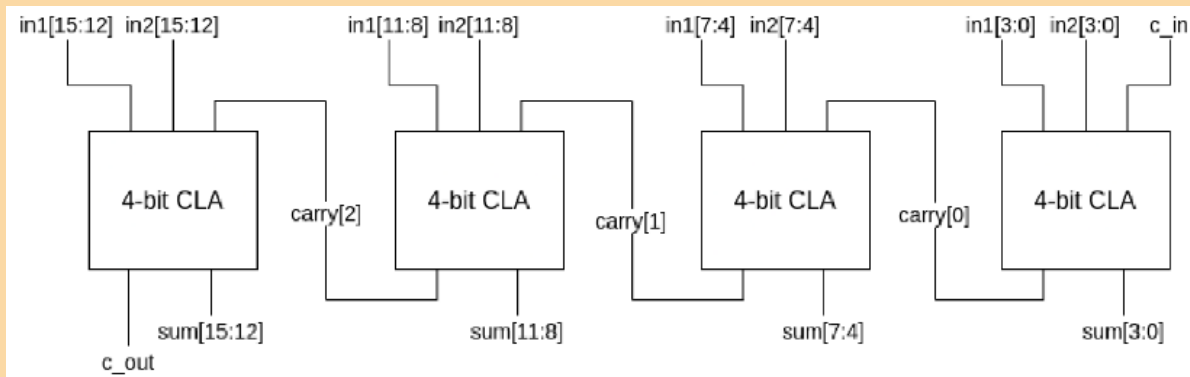 in1[15:12] in2[15:12] in1[11:8] in2[11:8] in1[7:4] in2[7:4] in1[3:0] in2[3:0] c_in
4-bit CLA 4-bit CLA 4-bit CLA 4-bit CLA
carry[2] carry[1] carry[0]
sum[15:12] sum[11:8] sum[7:4] sum[3:0]
c_out